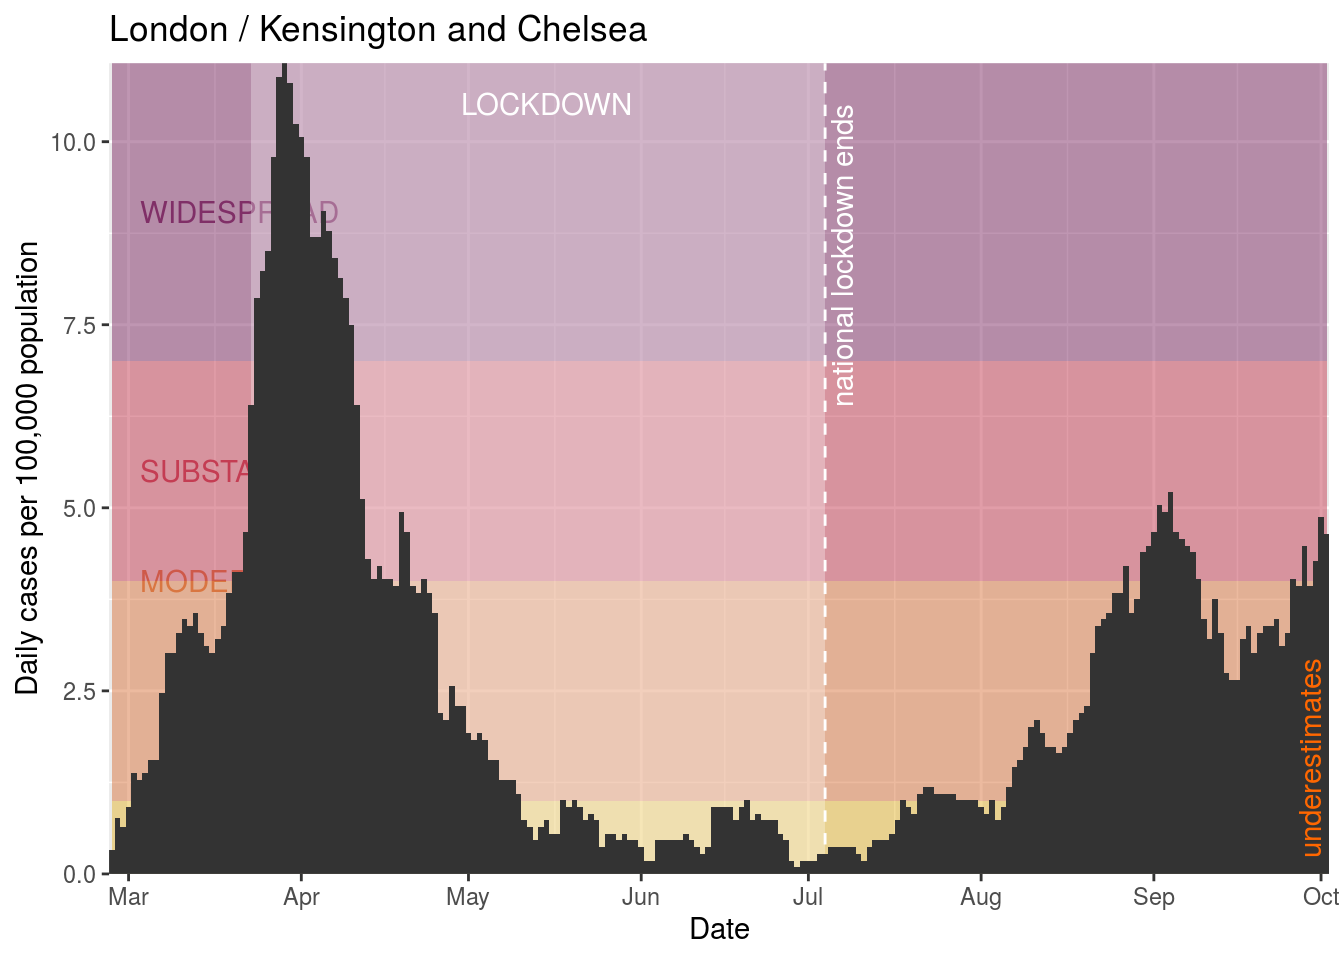 London / Kensington and Chelsea
LOCKDOWN
national lockdown ends
WIDESPREAD
SUBSTA
MODE
underestimates
Daily cases per 100,000 population
10.0
7.5
5.0
2.5
0.0
Mar Apr May Jun Jul Aug Sep Oct
Date